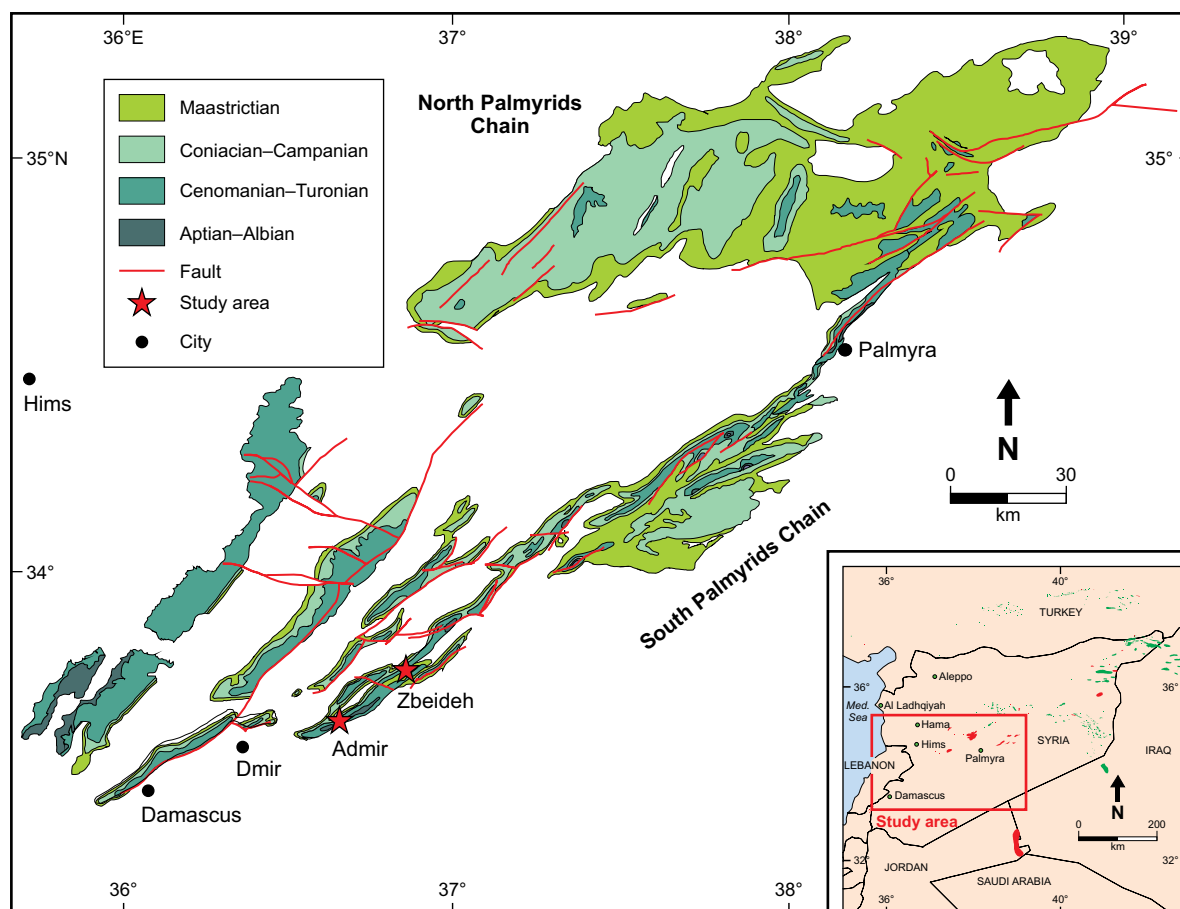 36°E
37°
38°
39°
Maastrictian
Coniacian–Campanian
Cenomanian–Turonian
Aptian–Albian
Fault
Study area
City
North Palmyrids
Chain
35°N
35°
Palmyra
Hims
N
0
30
km
34°
South Palmyrids Chain
Zbeideh
Admir
Dmir
Damascus
36°
37°
38°
36°
40°
TURKEY
36°
36°
Aleppo
Med.
Sea
Al Ladhqiyah
Hama
Hims
SYRIA
IRAQ
Palmyra
LEBANON
Damascus
N
Study area
0
200
km
32°
32°
JORDAN
SAUDI ARABIA
36°
40°